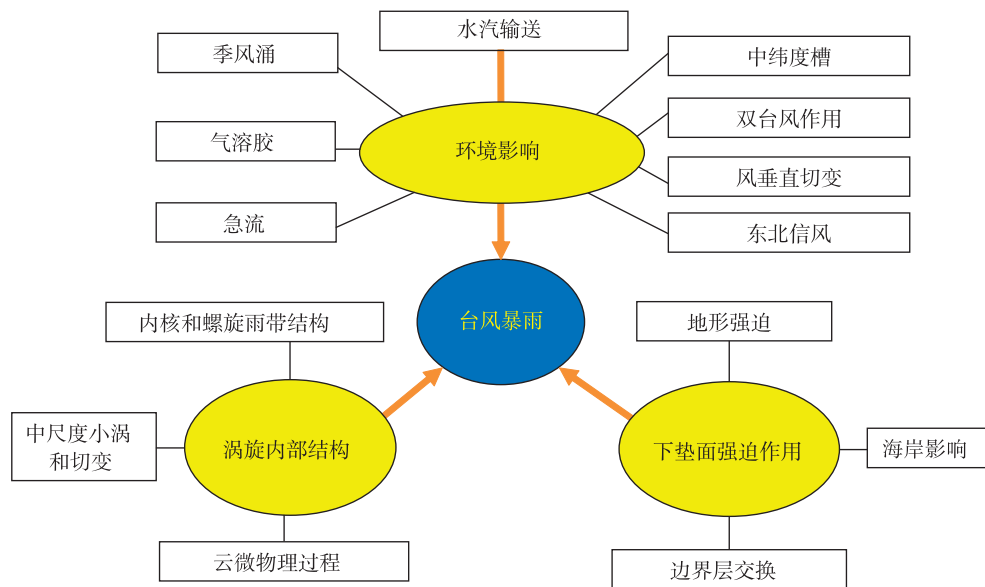 水汽输送
季风涌
中纬度槽
双台风作用
气溶胶
环境影响
风垂直切变
急流
东北信风
台风暴雨
内核和螺旋雨带结构
地形强迫
中尺度小涡
和切变
涡旋内部结构
下垫面强迫作用
海岸影响
云微物理过程
边界层交换